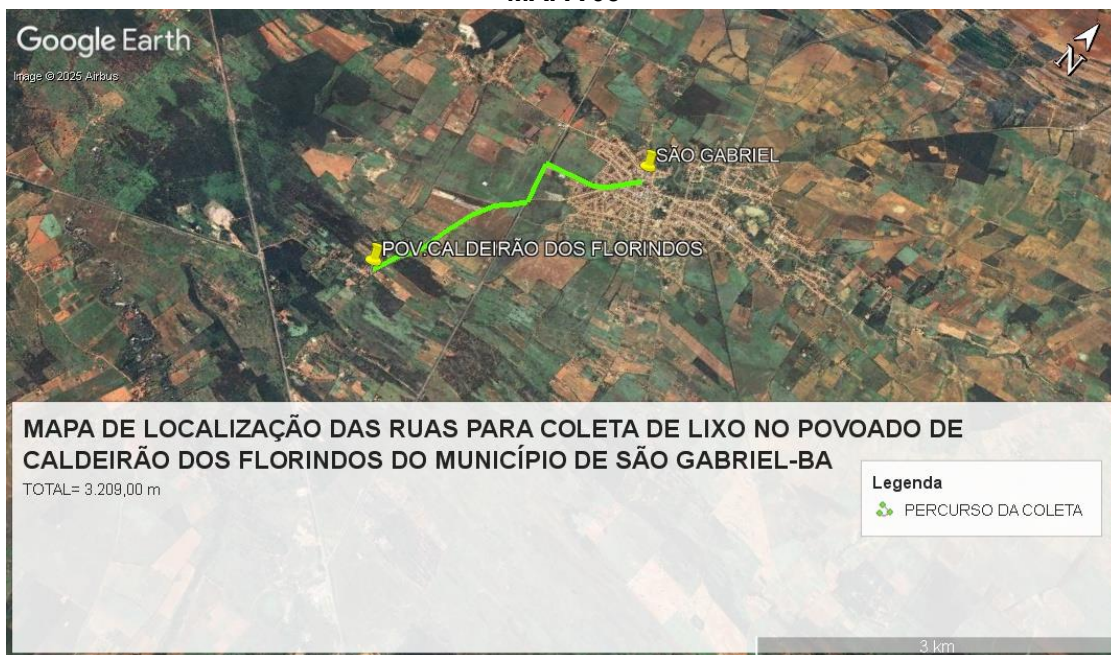 Google Earth
Image © 2025 Airbus
N
SÃO GABRIEL
POV.CALDEIRÃO DOS FLORINDOS
MAPA DE LOCALIZAÇÃO DAS RUAS PARA COLETA DE LIXO NO POVOADO DE
CALDEIRÃO DOS FLORINDOS DO MUNICÍPIO DE SÃO GABRIEL-BA
TOTAL= 3.209,00 m
Legenda
PERCURSO DA COLETA
3 km